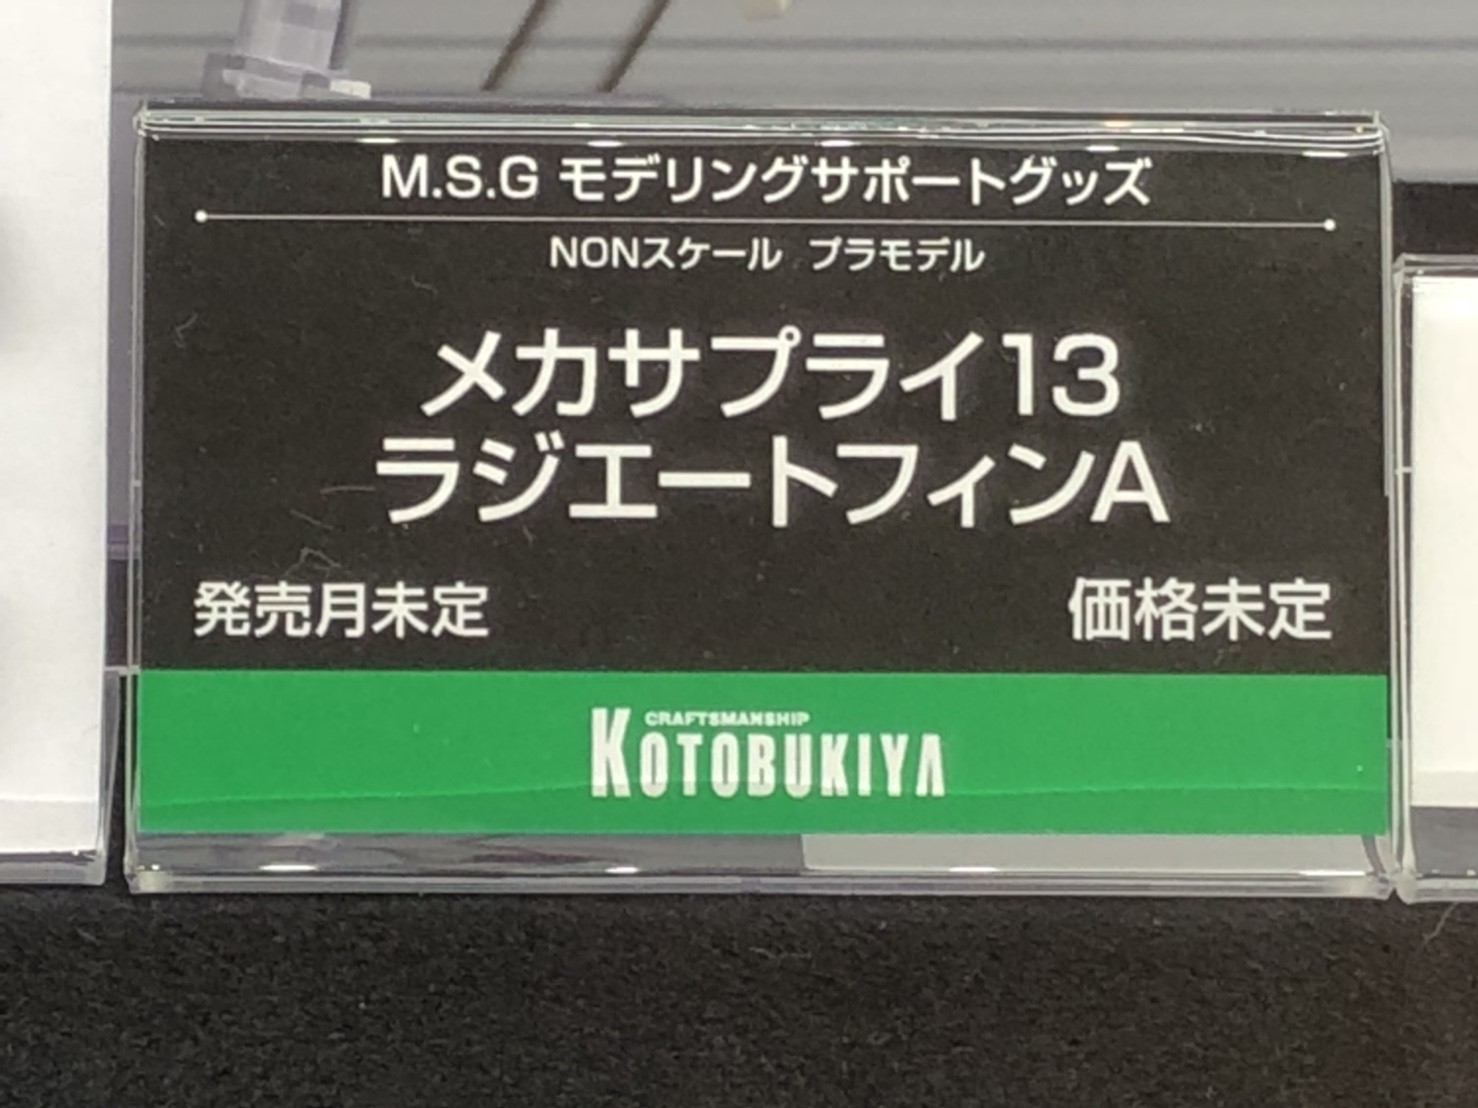 M.S.G モデリングサポートグッズ
NONスケール プラモデル
メカサプライ13
ラジエートフィンA
発売月未定 価格未定
CRAFTSMANSHIP
KOTOBUKIYA